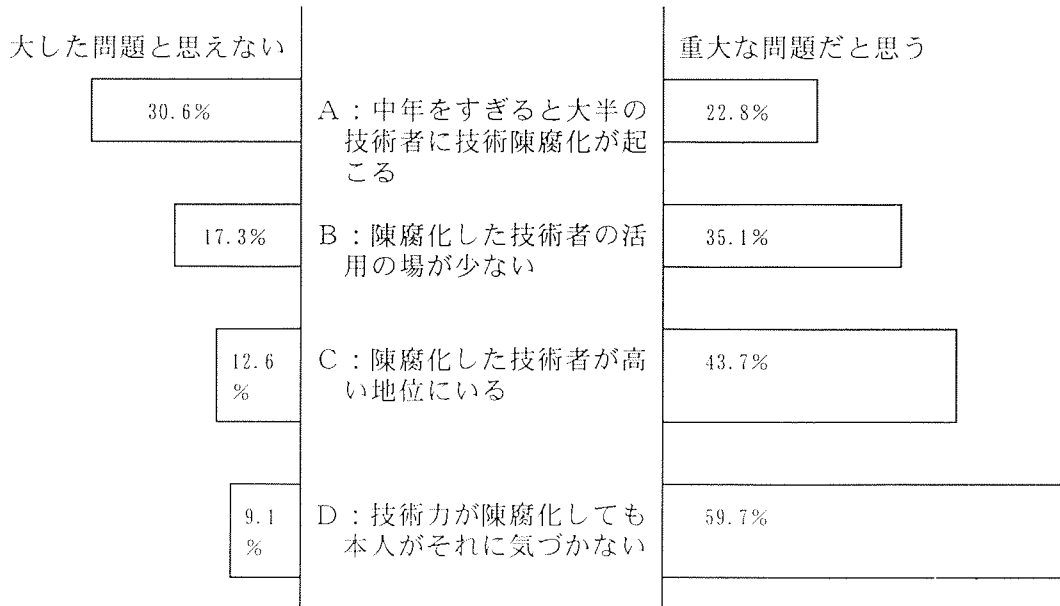 大した問題と思えない
重大な問題だと思う
30.6%
A：中年をすぎると大半の
技術者に技術陳腐化が起
こる
22.8%
17.3%
B：陳腐化した技術者の活
用の場が少ない
35.1%
12.6
%
C：陳腐化した技術者が高
い地位にいる
43.7%
9.1
%
D：技術力が陳腐化しても
本人がそれに気づかない
59.7%